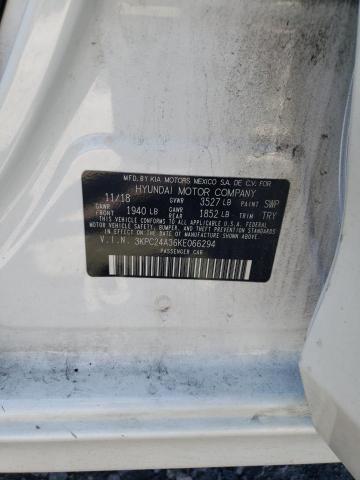 MFD. BY KIA MOTORS MEXICO S.A. DE C.V. FOR
HYUNDAI MOTOR COMPANY
11/18 GVWR 3527 LB PAINT SWP
GAWR FRONT 1940 LB GAWR REAR 1852 LB TRIM TRY
THIS VEHICLE CONFORMS TO ALL APPLICABLE U.S.A. FEDERAL
MOTOR VEHICLE SAFETY, BUMPER, AND THEFT PREVENTION
STANDARDS IN EFFECT ON THE DATE OF MANUFACTURE SHOWN ABOVE.
V.I.N. 3KPC24A36KE066294
PASSENGER CAR